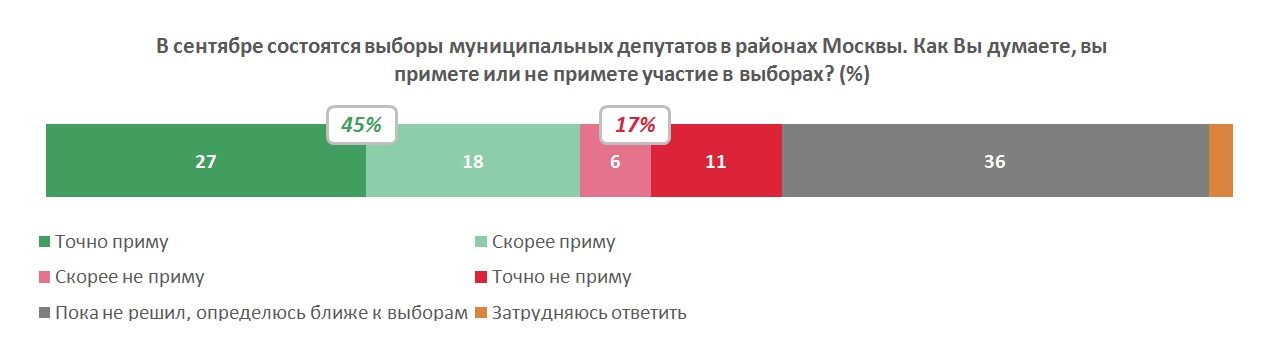 В сентябре состоятся выборы муниципальных депутатов в районах Москвы. Как Вы думаете, вы
примете или не примете участие в выборах? (%)
45% 17%
27 18 6 11 36
Точно приму Скорее приму
Скорее не приму Точно не приму
Пока не решил, определюсь ближе к выборам Затрудняюсь ответить